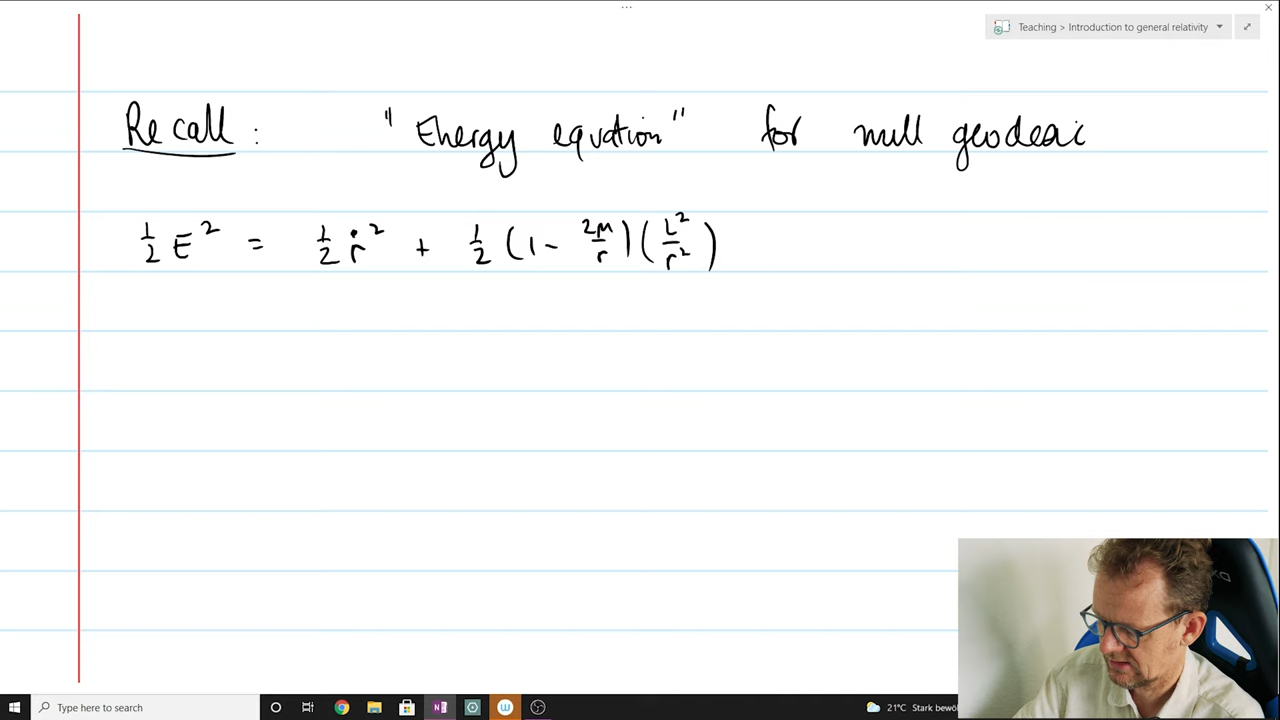 Teaching > Introduction to general relativity
Recall: "Energy equation" for null geodesic
½ E² = ½ ṙ² + ½ (1 - 2M/r)(L²/r²)
Type here to search
21°C Stark bewöl